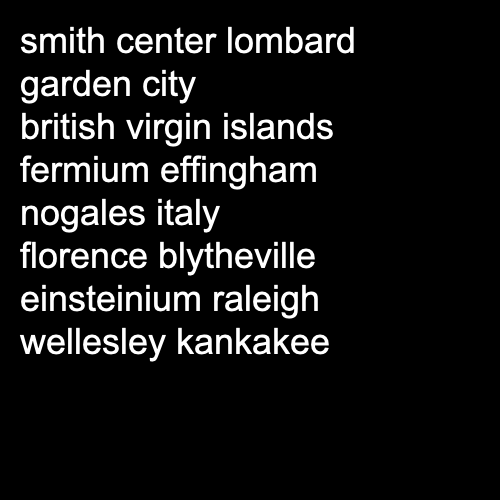 smith center lombard
garden city
british virgin islands
fermium effingham
nogales italy
florence blytheville
einsteinium raleigh
wellesley kankakee